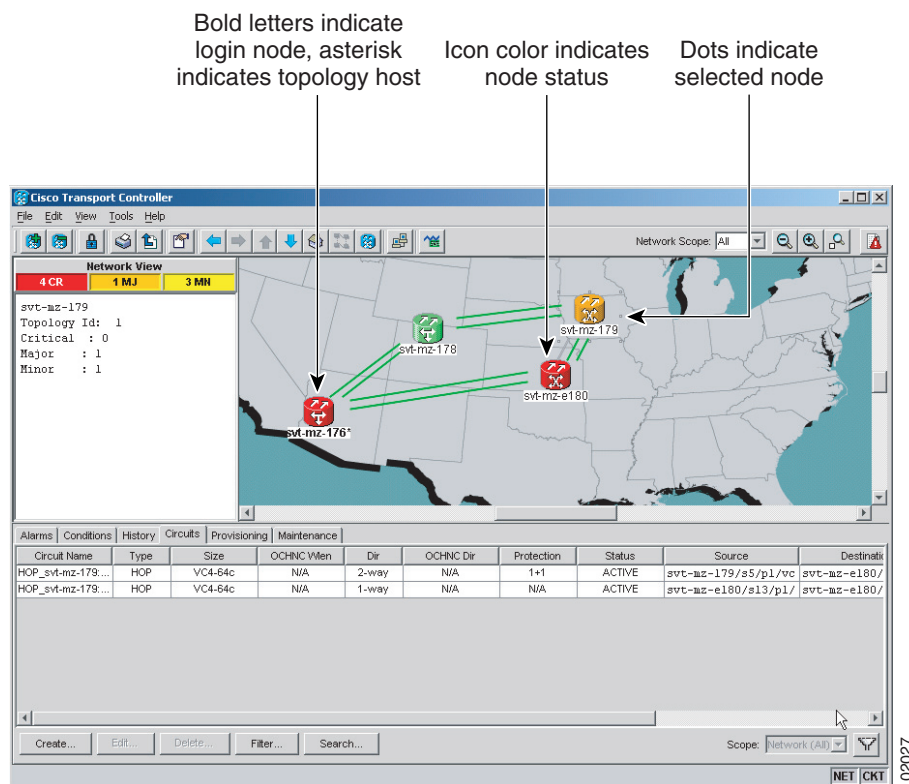 Bold letters indicate
login node, asterisk
indicates topology host
Icon color indicates
node status
Dots indicate
selected node
Cisco Transport Controller
File Edit View Tools Help
Network Scope: All
Network View
4 CR 1 MJ 3 MN
svt-mz-179
Topology Id: 1
Critical : 0
Major : 1
Minor : 1
svt-mz-179
svt-mz-178
svt-mz-e180
svt-mz-176*
Alarms Conditions History Circuits Provisioning Maintenance
Circuit Name Type Size OCHNC Wlen Dir OCHNC Dir Protection Status Source Destinatic
HOP_svt-mz-179:... HOP VC4-64c N/A 2-way N/A 1+1 ACTIVE svt-mz-179/s5/p1/vc svt-mz-e180/
HOP_svt-mz-179:... HOP VC4-64c N/A 1-way N/A N/A ACTIVE svt-mz-e180/s13/p1/ svt-mz-e180/
Create... Edit... Delete... Filter... Search... Scope: Network (All)
NET CKT
02027